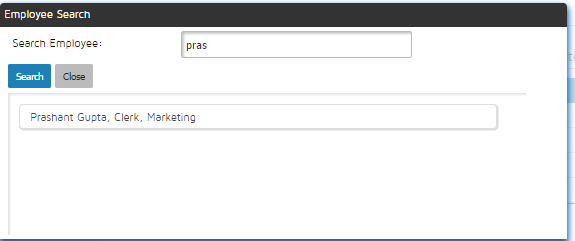 Employee Search
Search Employee:
pras
Search
Close
Prashant Gupta, Clerk, Marketing